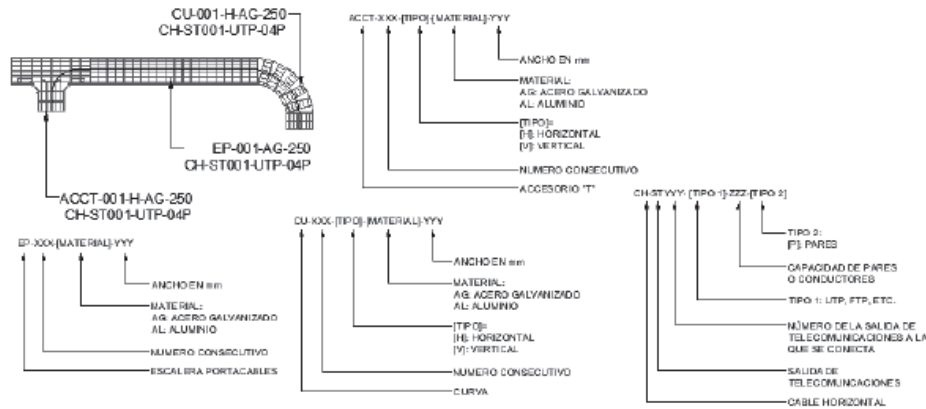 CU-001-H-AG-250
CH-ST001-UTP-04P
EP-001-AG-250
CH-ST001-UTP-04P
ACCT-001-H-AG-250
CH-ST001-UTP-04P
ACCT-XXX-[TIPO]-[MATERIAL]-YYY
ANCHO EN mm
MATERIAL:
AG: ACERO GALVANIZADO
AL: ALUMINIO
[TIPO]=
[H]: HORIZONTAL
[V]: VERTICAL
NUMERO CONSECUTIVO
ACCESORIO "T"
EP-XXX-[MATERIAL]-YYY
ANCHO EN mm
MATERIAL:
AG: ACERO GALVANIZADO
AL: ALUMINIO
NUMERO CONSECUTIVO
ESCALERA PORTACABLES
CU-XXX-[TIPO]-[MATERIAL]-YYY
ANCHO EN mm
MATERIAL:
AG: ACERO GALVANIZADO
AL: ALUMINIO
[TIPO]=
[H]: HORIZONTAL
[V]: VERTICAL
NUMERO CONSECUTIVO
CURVA
CH-STYYY- [TIPO 1]-ZZZ-[TIPO 2]
TIPO 2:
[P]: PARES
CAPACIDAD DE PARES
O CONDUCTORES
TIPO 1: UTP, FTP, ETC.
NÚMERO DE LA SALIDA DE
TELECOMUNICACIONES A LA
QUE SE CONECTA
SALIDA DE
TELECOMUNCACIONES
CABLE HORIZONTAL